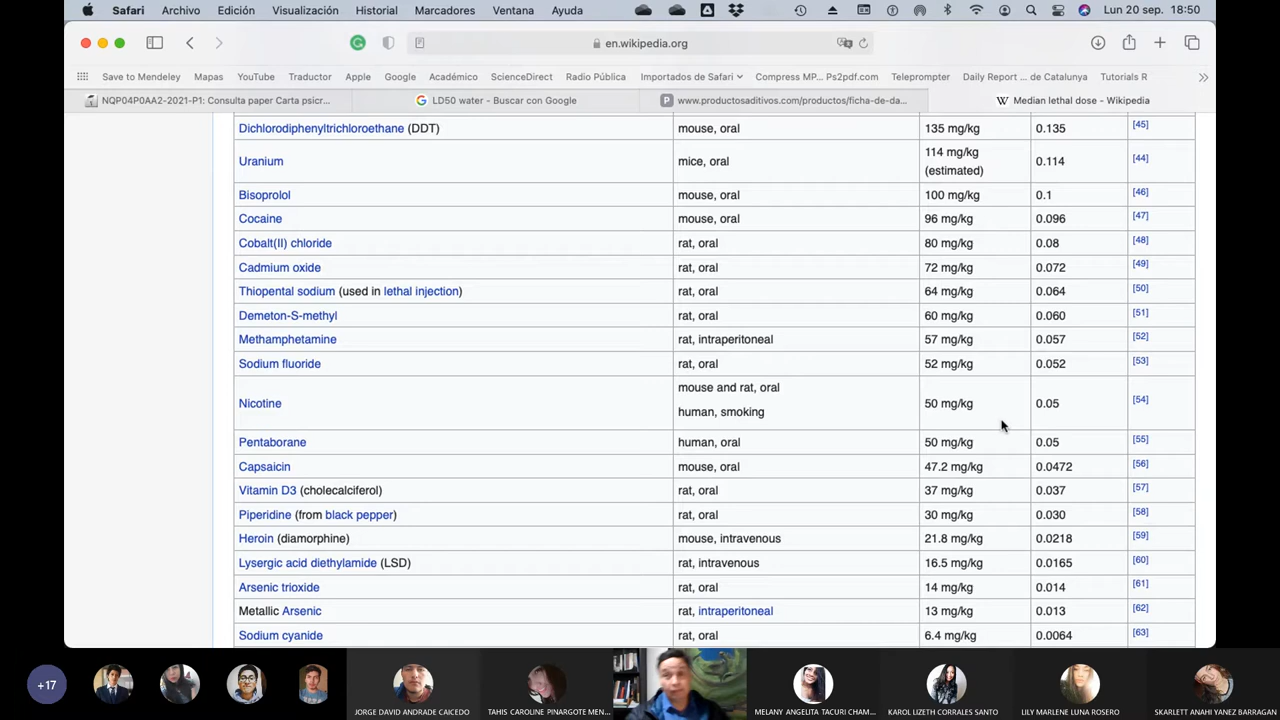 Safari Archivo Edición Visualización Historial Marcadores Ventana Ayuda Lun 20 sep. 18:50
en.wikipedia.org
Save to Mendeley Mapas YouTube Traductor Apple Google Académico ScienceDirect Radio Pública Importados de Safari Compress MP... Ps2pdf.com Teleprompter Daily Report ... de Catalunya Tutorials R
NQP04P0AA2-2021-P1: Consulta paper Carta psicr... LD50 water - Buscar con Google www.productosaditivos.com/productos/ficha-de-da... Median lethal dose - Wikipedia
Dichlorodiphenyltrichloroethane (DDT) mouse, oral 135 mg/kg 0.135 [45]
Uranium mice, oral 114 mg/kg (estimated) 0.114 [44]
Bisoprolol mouse, oral 100 mg/kg 0.1 [46]
Cocaine mouse, oral 96 mg/kg 0.096 [47]
Cobalt(II) chloride rat, oral 80 mg/kg 0.08 [48]
Cadmium oxide rat, oral 72 mg/kg 0.072 [49]
Thiopental sodium (used in lethal injection) rat, oral 64 mg/kg 0.064 [50]
Demeton-S-methyl rat, oral 60 mg/kg 0.060 [51]
Methamphetamine rat, intraperitoneal 57 mg/kg 0.057 [52]
Sodium fluoride rat, oral 52 mg/kg 0.052 [53]
mouse and rat, oral
Nicotine 50 mg/kg 0.05 [54]
human, smoking
Pentaborane human, oral 50 mg/kg 0.05 [55]
Capsaicin mouse, oral 47.2 mg/kg 0.0472 [56]
Vitamin D3 (cholecalciferol) rat, oral 37 mg/kg 0.037 [57]
Piperidine (from black pepper) rat, oral 30 mg/kg 0.030 [58]
Heroin (diamorphine) mouse, intravenous 21.8 mg/kg 0.0218 [59]
Lysergic acid diethylamide (LSD) rat, intravenous 16.5 mg/kg 0.0165 [60]
Arsenic trioxide rat, oral 14 mg/kg 0.014 [61]
Metallic Arsenic rat, intraperitoneal 13 mg/kg 0.013 [62]
Sodium cyanide rat, oral 6.4 mg/kg 0.0064 [63]
+17
JORGE DAVID ANDRADE CAICEDO TAHIS CAROLINE PINARGOTE MEN... MELANY ANGELITA TACURI CHAM... KAROL LIZETH CORRALES SANTO LILY MARLENE LUNA ROSERO SKARLETT ANAHI YANEZ BARRAGAN